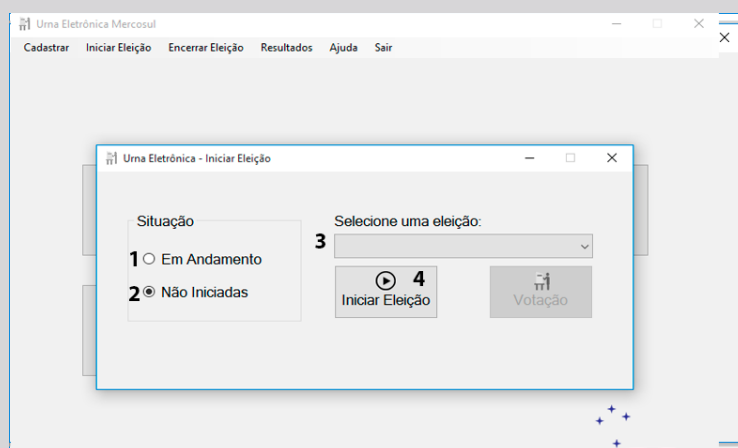 Urna Eletrônica Mercosul
Cadastrar Iniciar Eleição Encerrar Eleição Resultados Ajuda Sair
Urna Eletrônica - Iniciar Eleição
Situação
1 Em Andamento
2 Não Iniciadas
Selecione uma eleição:
3
4
Iniciar Eleição
Votação